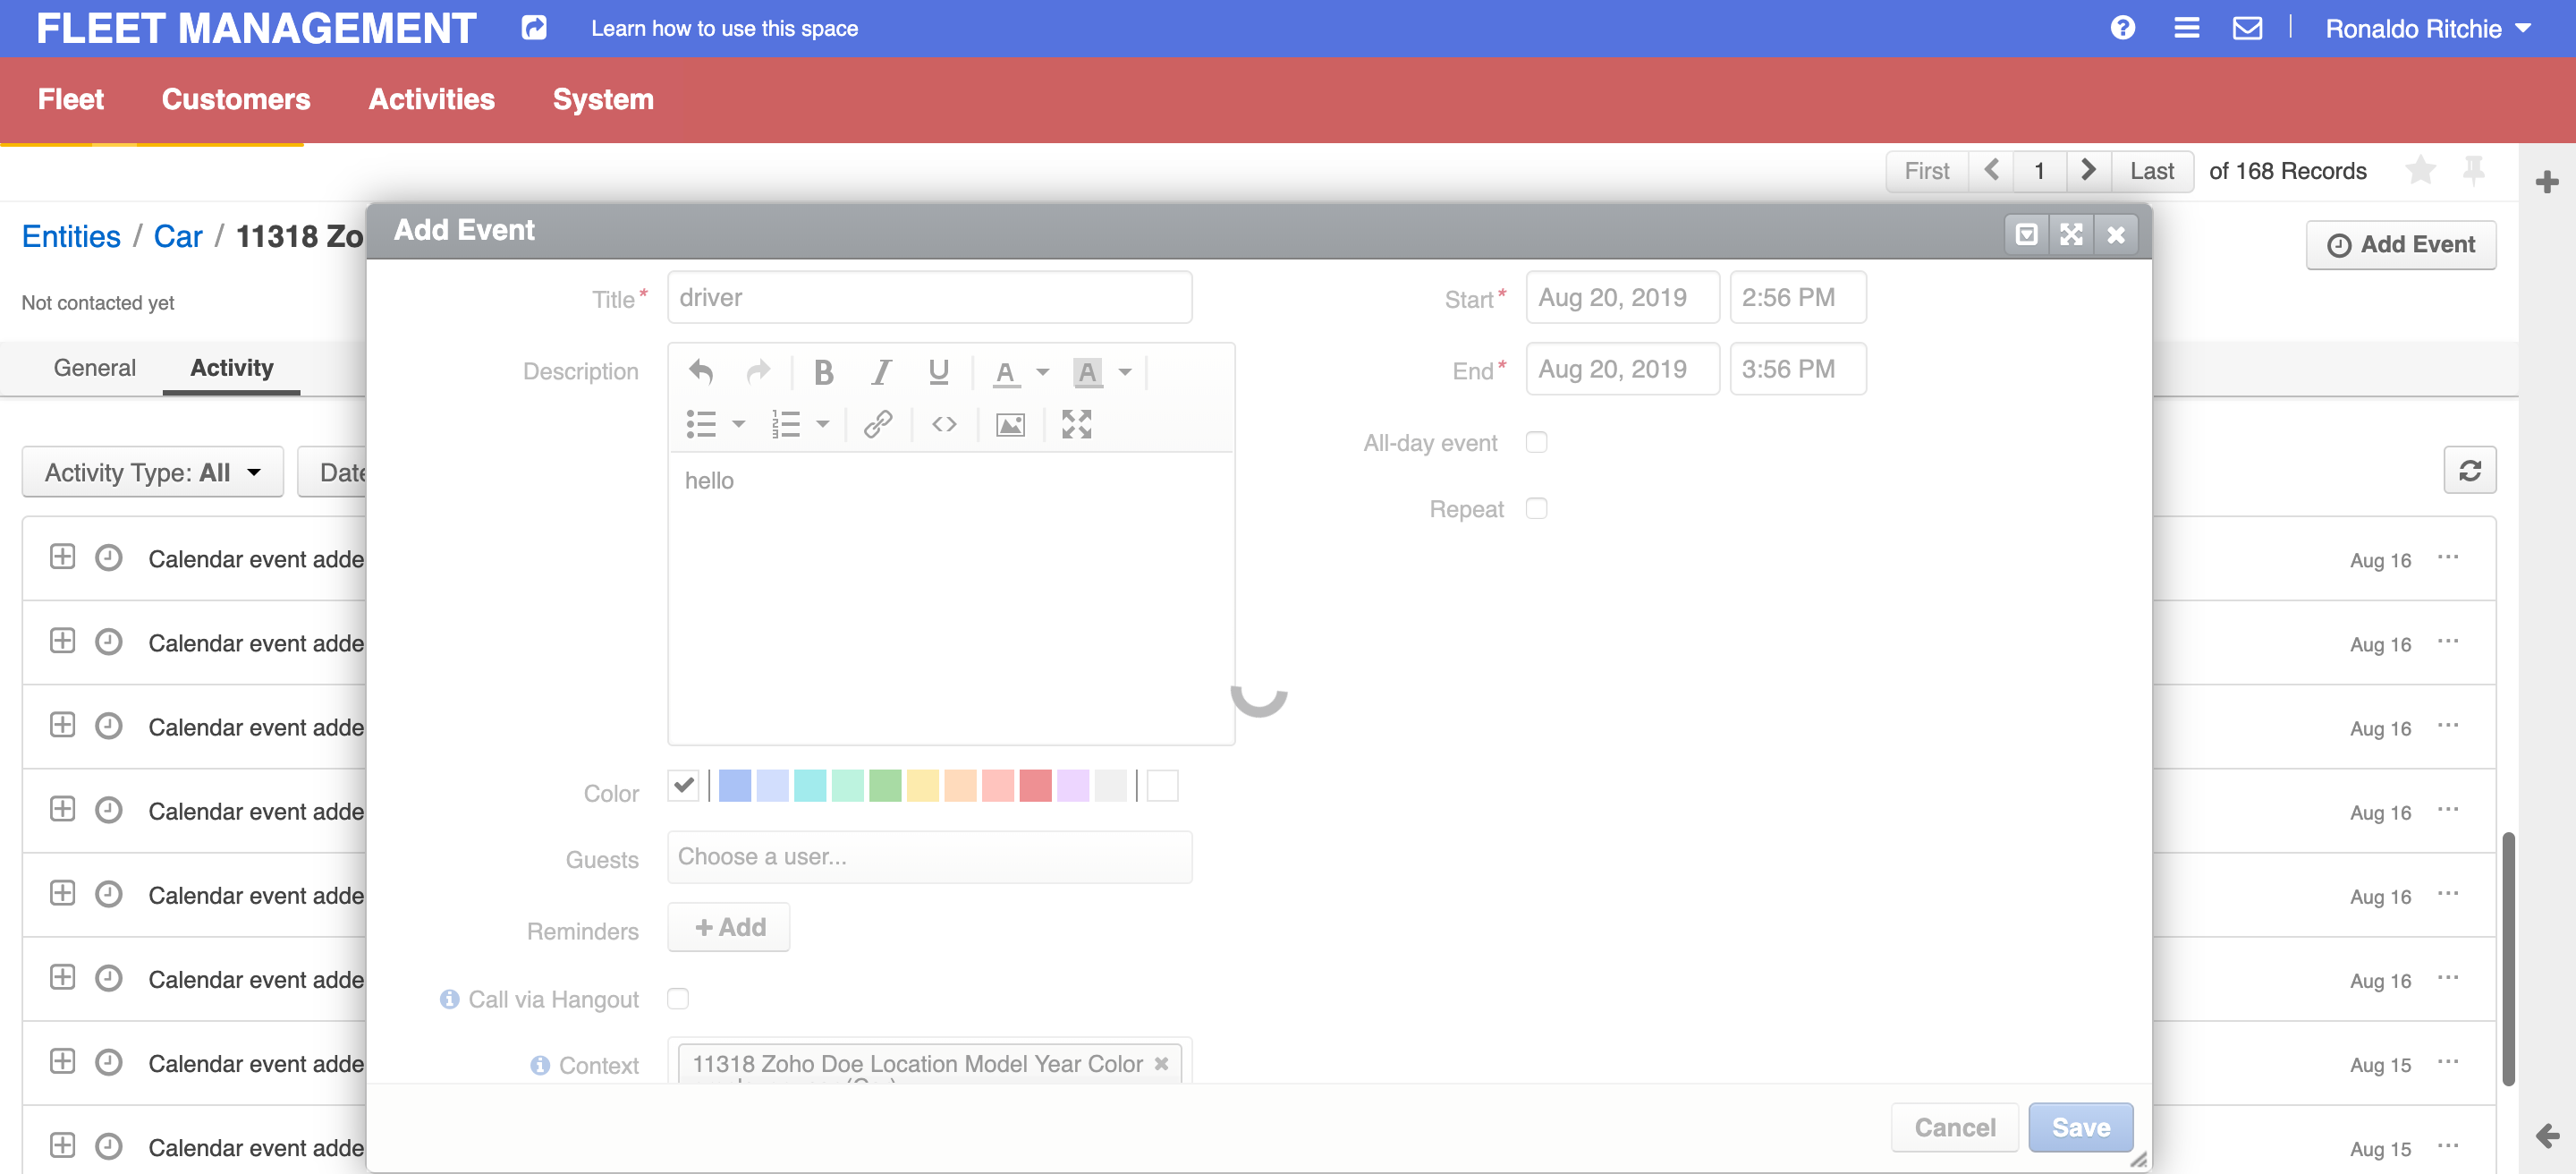 FLEET MANAGEMENT Learn how to use this space Ronaldo Ritchie
Fleet Customers Activities System
First 1 Last of 168 Records
Entities / Car / 11318 Zo
Add Event
Add Event
Not contacted yet
General Activity
Activity Type: All Date
Title* driver
Start* Aug 20, 2019 2:56 PM
Description
End* Aug 20, 2019 3:56 PM
B I U A A
All-day event
hello
Repeat
Color
Guests Choose a user...
Reminders + Add
Call via Hangout
Context 11318 Zoho Doe Location Model Year Color
Cancel Save
Calendar event adde Aug 16 ...
Calendar event adde Aug 16 ...
Calendar event adde Aug 16 ...
Calendar event adde Aug 16 ...
Calendar event adde Aug 16 ...
Calendar event adde Aug 16 ...
Calendar event adde Aug 15 ...
Calendar event adde Aug 15 ...